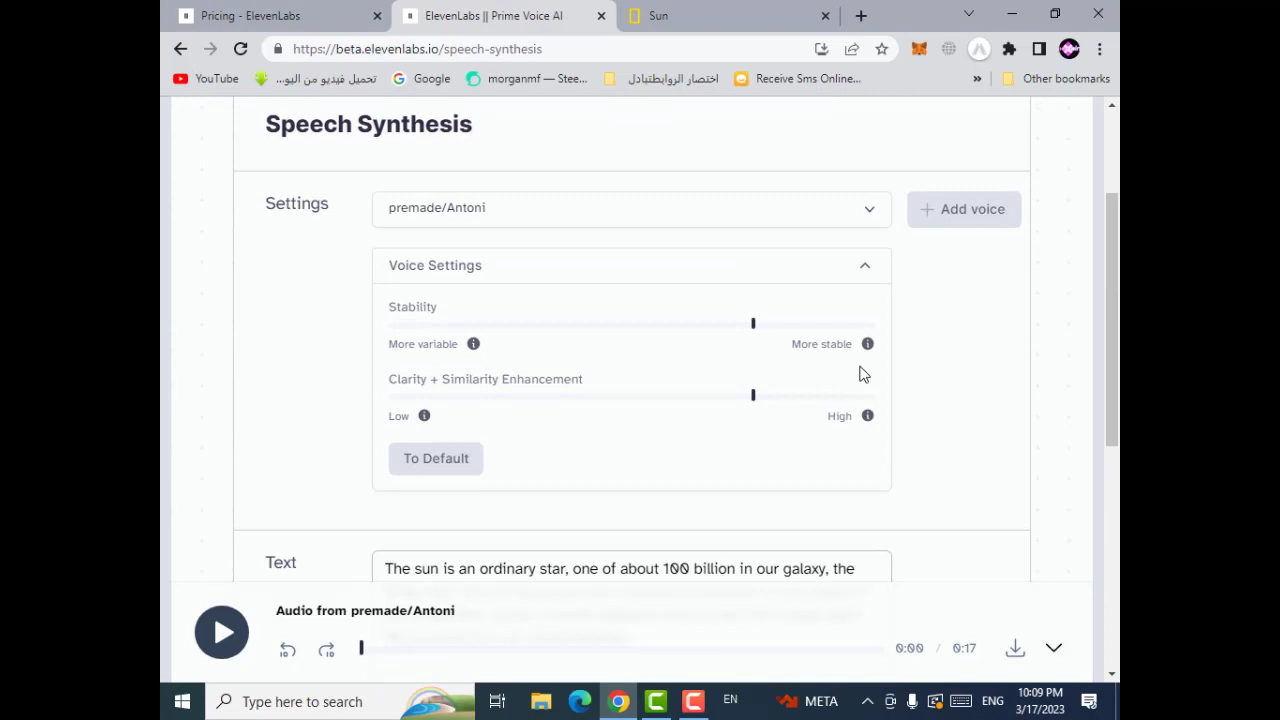 Pricing - ElevenLabs
ElevenLabs || Prime Voice AI
Sun
https://beta.elevenlabs.io/speech-synthesis
YouTube
تحميل فيديو من اليو...
Google
morganmf — Stee...
اختصار الروابطتبادل
Receive Sms Online...
»
Other bookmarks
Speech Synthesis
Settings
premade/Antoni
+ Add voice
Voice Settings
Stability
More variable
More stable
Clarity + Similarity Enhancement
Low
High
To Default
Text
The sun is an ordinary star, one of about 100 billion in our galaxy, the
Audio from premade/Antoni
10
10
0:00 / 0:17
Type here to search
EN
META
ENG
10:09 PM
3/17/2023